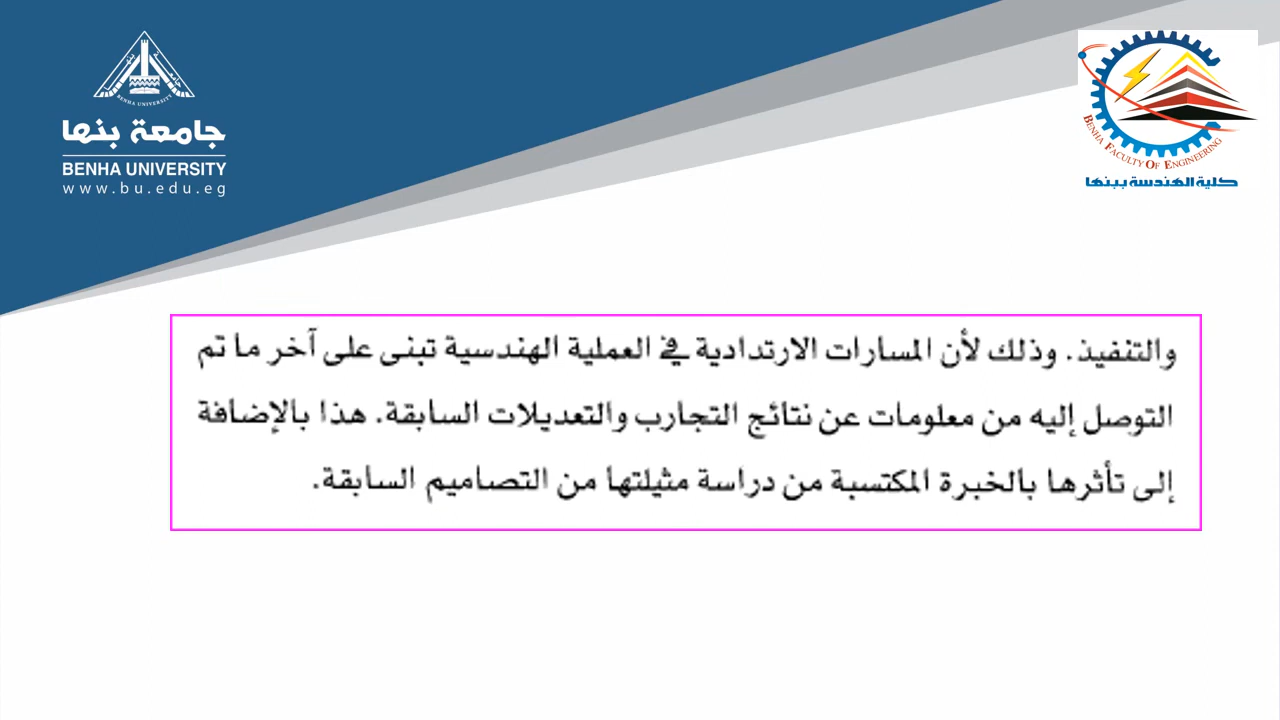 جامعة بنها
BENHA UNIVERSITY
www.bu.edu.eg
BENHA UNIVERSITY
BENHA FACULTY OF ENGINEERING
كلية الهندسة ببنها
والتنفيذ. وذلك لأن المسارات الارتدادية في العملية الهندسية تبنى على آخر ما تم
التوصل إليه من معلومات عن نتائج التجارب والتعديلات السابقة. هذا بالإضافة
إلى تأثرها بالخبرة المكتسبة من دراسة مثيلتها من التصاميم السابقة.